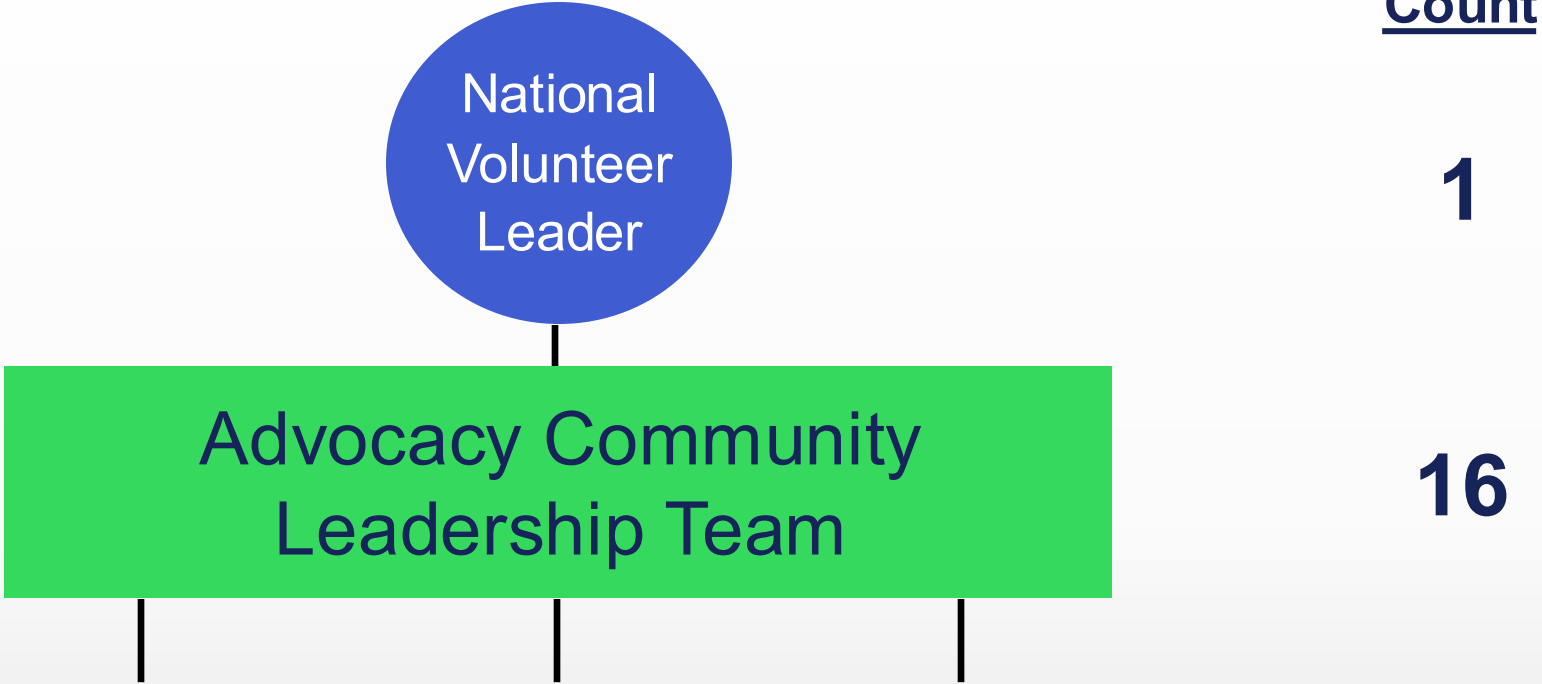 Count
National
Volunteer
Leader
1
Advocacy Community
Leadership Team
16